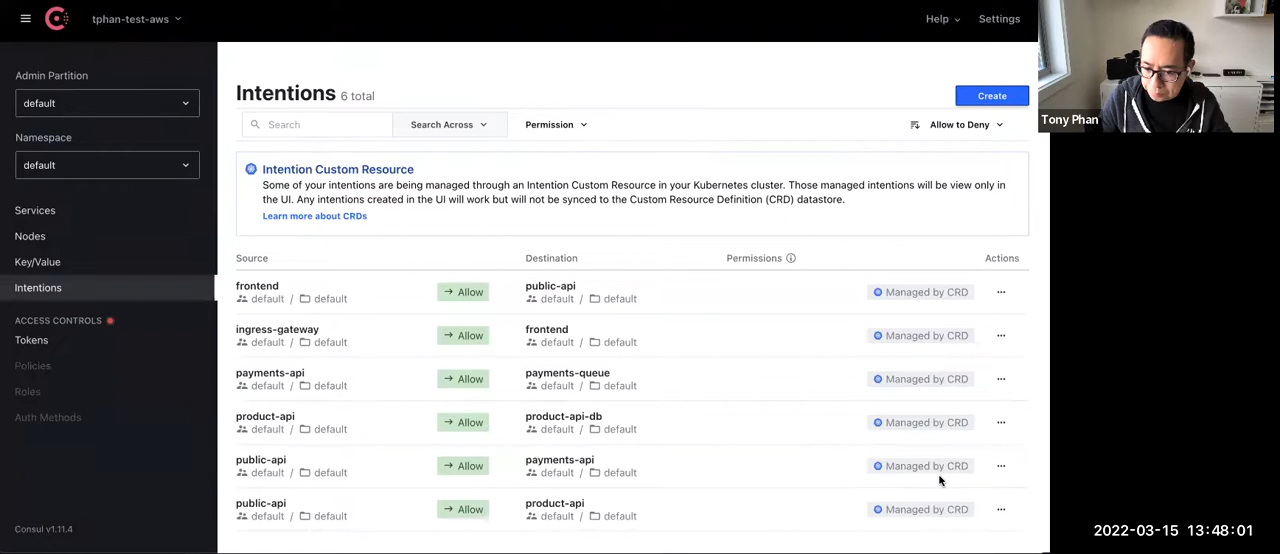 tphan-test-aws
Help
Settings
Tony Phan
Admin Partition
default
Namespace
default
Services
Nodes
Key/Value
Intentions
ACCESS CONTROLS
Tokens
Policies
Roles
Auth Methods
Consul v1.11.4
Intentions 6 total
Create
Search
Search Across
Permission
Allow to Deny
Intention Custom Resource
Some of your intentions are being managed through an Intention Custom Resource in your Kubernetes cluster. Those managed intentions will be view only in
the UI. Any intentions created in the UI will work but will not be synced to the Custom Resource Definition (CRD) datastore.
Learn more about CRDs
Source Destination Permissions Actions
frontend → Allow public-api Managed by CRD ...
default / default default / default
ingress-gateway → Allow frontend Managed by CRD ...
default / default default / default
payments-api → Allow payments-queue Managed by CRD ...
default / default default / default
product-api → Allow product-api-db Managed by CRD ...
default / default default / default
public-api → Allow payments-api Managed by CRD ...
default / default default / default
public-api → Allow product-api Managed by CRD ...
default / default default / default
2022-03-15 13:48:01